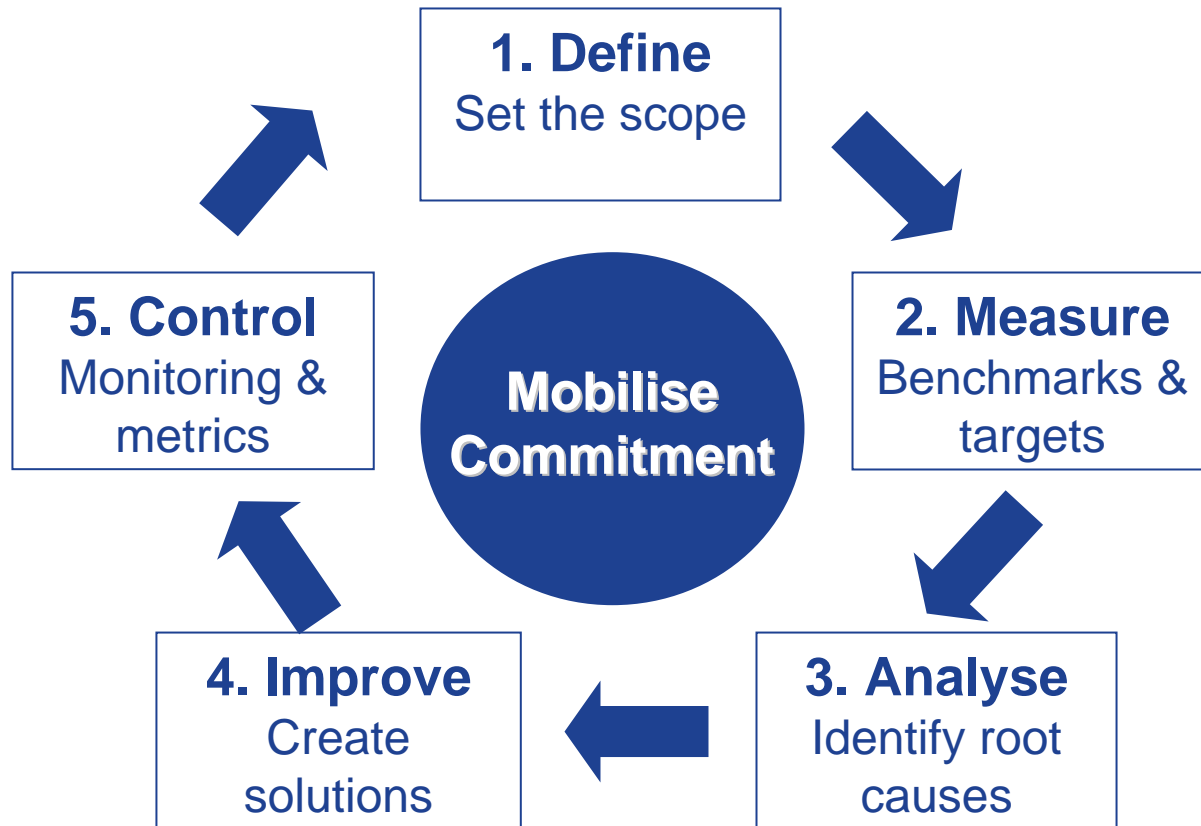 1. Define
Set the scope
2. Measure
Benchmarks &
targets
3. Analyse
Identify root
causes
4. Improve
Create
solutions
5. Control
Monitoring &
metrics
Mobilise
Commitment